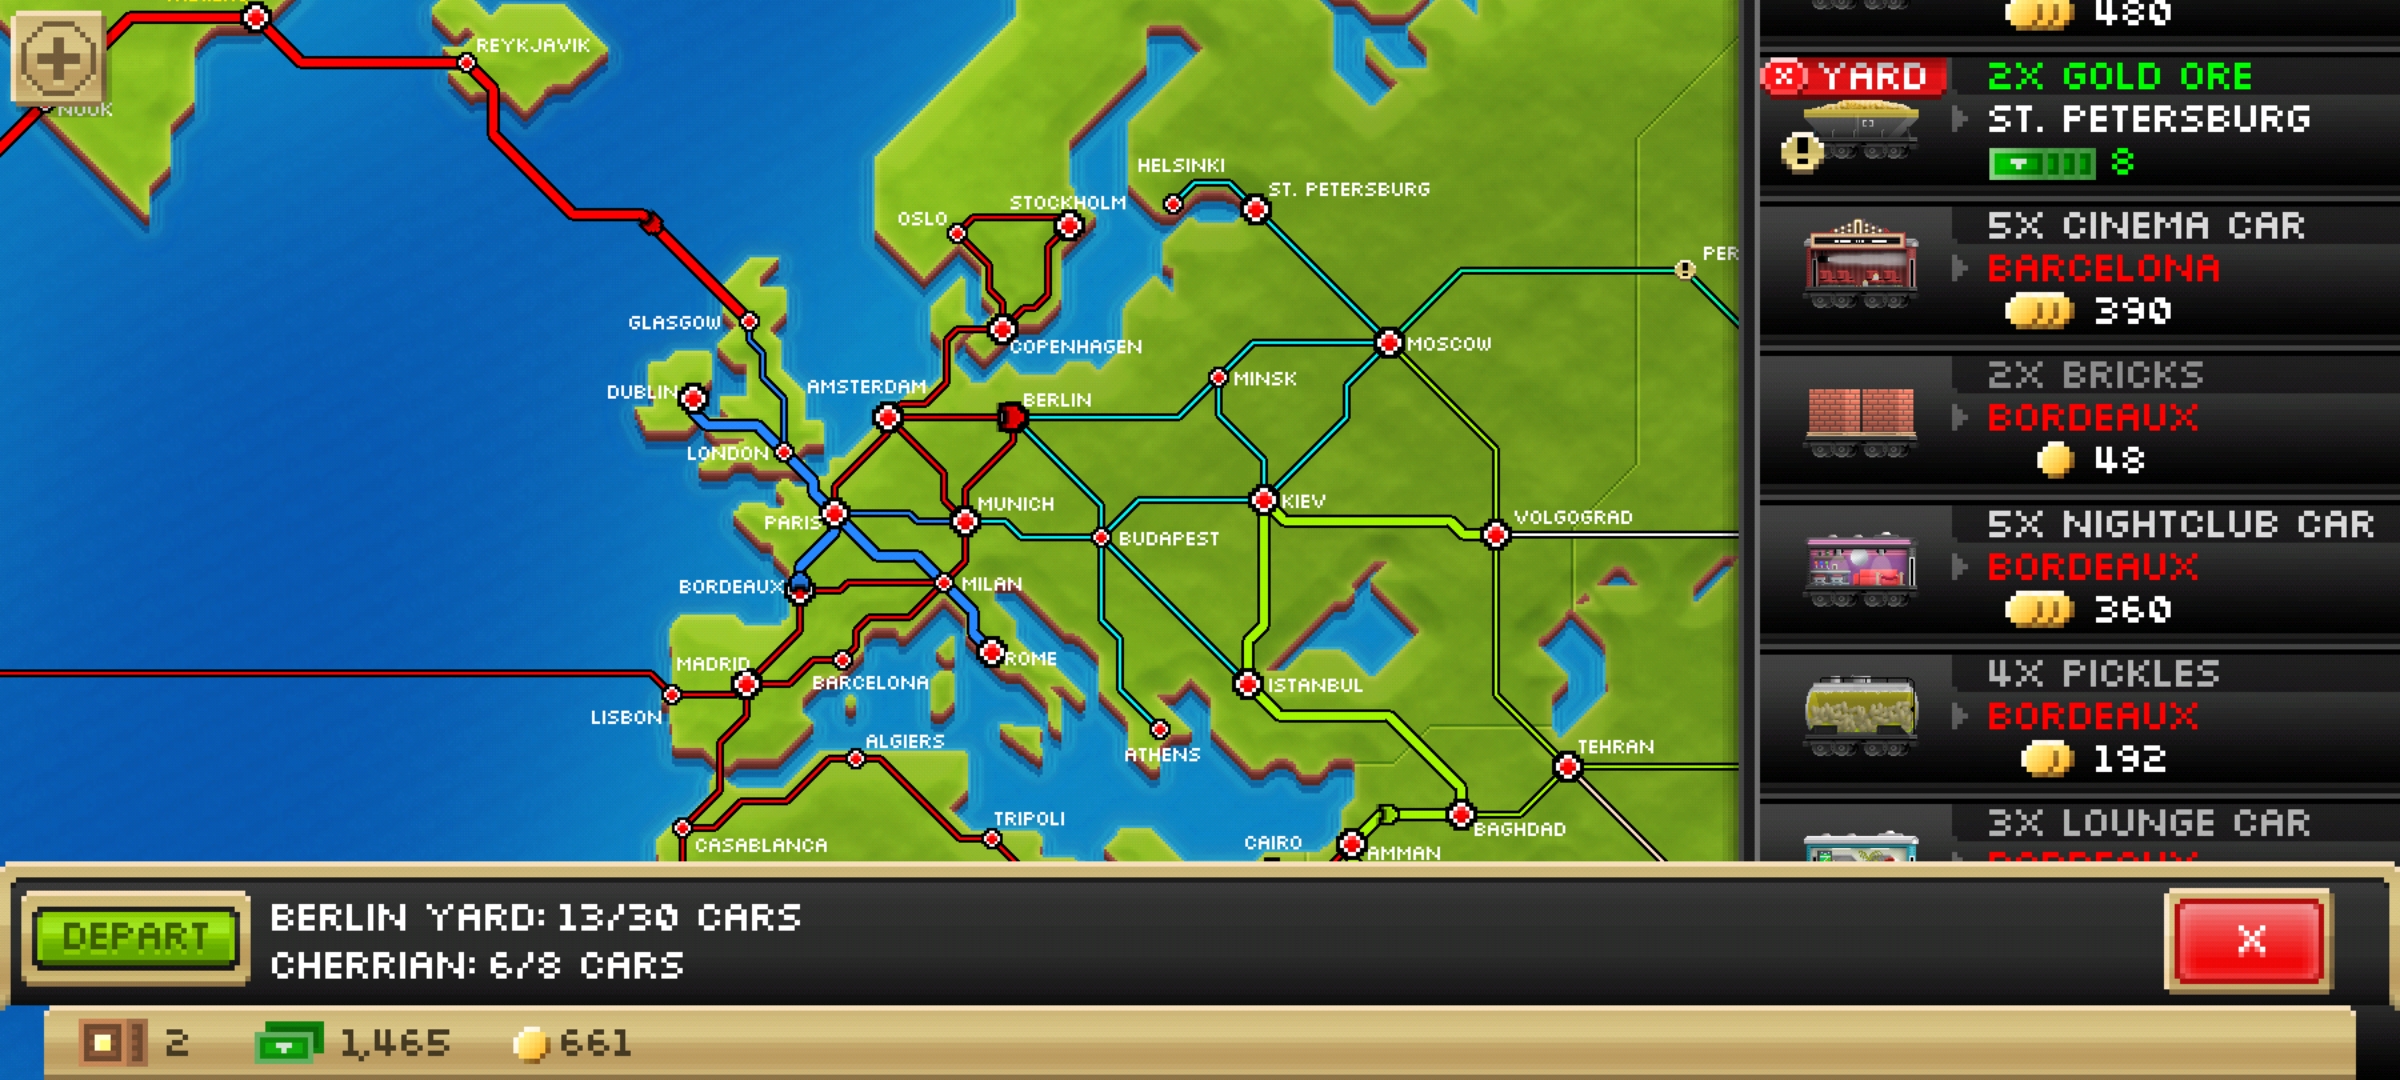 REYKJAVIK
NUUK
HELSINKI
ST. PETERSBURG
STOCKHOLM
OSLO
PER
GLASGOW
COPENHAGEN
MOSCOW
DUBLIN
AMSTERDAM
BERLIN
MINSK
LONDON
PARIS
MUNICH
KIEV
BUDAPEST
VOLGOGRAD
BORDEAUX
MILAN
MADRID
BARCELONA
ROME
ISTANBUL
LISBON
ALGIERS
ATHENS
TEHRAN
TRIPOLI
CASABLANCA
CAIRO
AMMAN
BAGHDAD
480
YARD
2X GOLD ORE
ST. PETERSBURG
8
5X CINEMA CAR
BARCELONA
390
2X BRICKS
BORDEAUX
48
5X NIGHTCLUB CAR
BORDEAUX
360
4X PICKLES
BORDEAUX
192
3X LOUNGE CAR
BORDEAUX
DEPART
BERLIN YARD: 13/30 CARS
CHERRIAN: 6/8 CARS
X
2
1,465
661